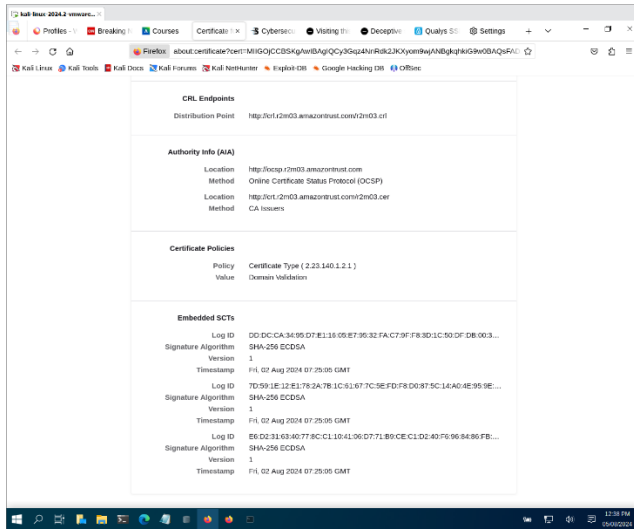 kali-linux-2024.2-vmware...
Profiles - Breaking Courses Certificate Cybersecu Visiting thi Deceptive Qualys SS Settings
Firefox about:certificate?cert=MIIGOjCCBSKgAwIBAgIQCy3Gqz4NnRdk2JKXyom9wjANBgkqhkiG9w0BAQsFAD
Kali Linux Kali Tools Kali Docs Kali Forums Kali NetHunter Exploit-DB Google Hacking DB OffSec
CRL Endpoints
Distribution Point http://crl.r2m03.amazontrust.com/r2m03.crl
Authority Info (AIA)
Location http://ocsp.r2m03.amazontrust.com
Method Online Certificate Status Protocol (OCSP)
Location http://crt.r2m03.amazontrust.com/r2m03.cer
Method CA Issuers
Certificate Policies
Policy Certificate Type ( 2.23.140.1.2.1 )
Value Domain Validation
Embedded SCTs
Log ID DD:DC:CA:34:95:D7:E1:16:05:E7:95:32:FA:C7:9F:F8:3D:1C:50:DF:DB:00:3...
Signature Algorithm SHA-256 ECDSA
Version 1
Timestamp Fri, 02 Aug 2024 07:25:05 GMT
Log ID 7D:59:1E:12:E1:78:2A:7B:1C:61:67:7C:5E:FD:F8:D0:87:5C:14:A0:4E:95:9E:...
Signature Algorithm SHA-256 ECDSA
Version 1
Timestamp Fri, 02 Aug 2024 07:25:05 GMT
Log ID E6:D2:31:63:40:77:8C:C1:10:41:06:D7:71:B9:CE:C1:D2:40:F6:96:84:86:FB:...
Signature Algorithm SHA-256 ECDSA
Version 1
Timestamp Fri, 02 Aug 2024 07:25:05 GMT
12:38 PM
05/09/2024